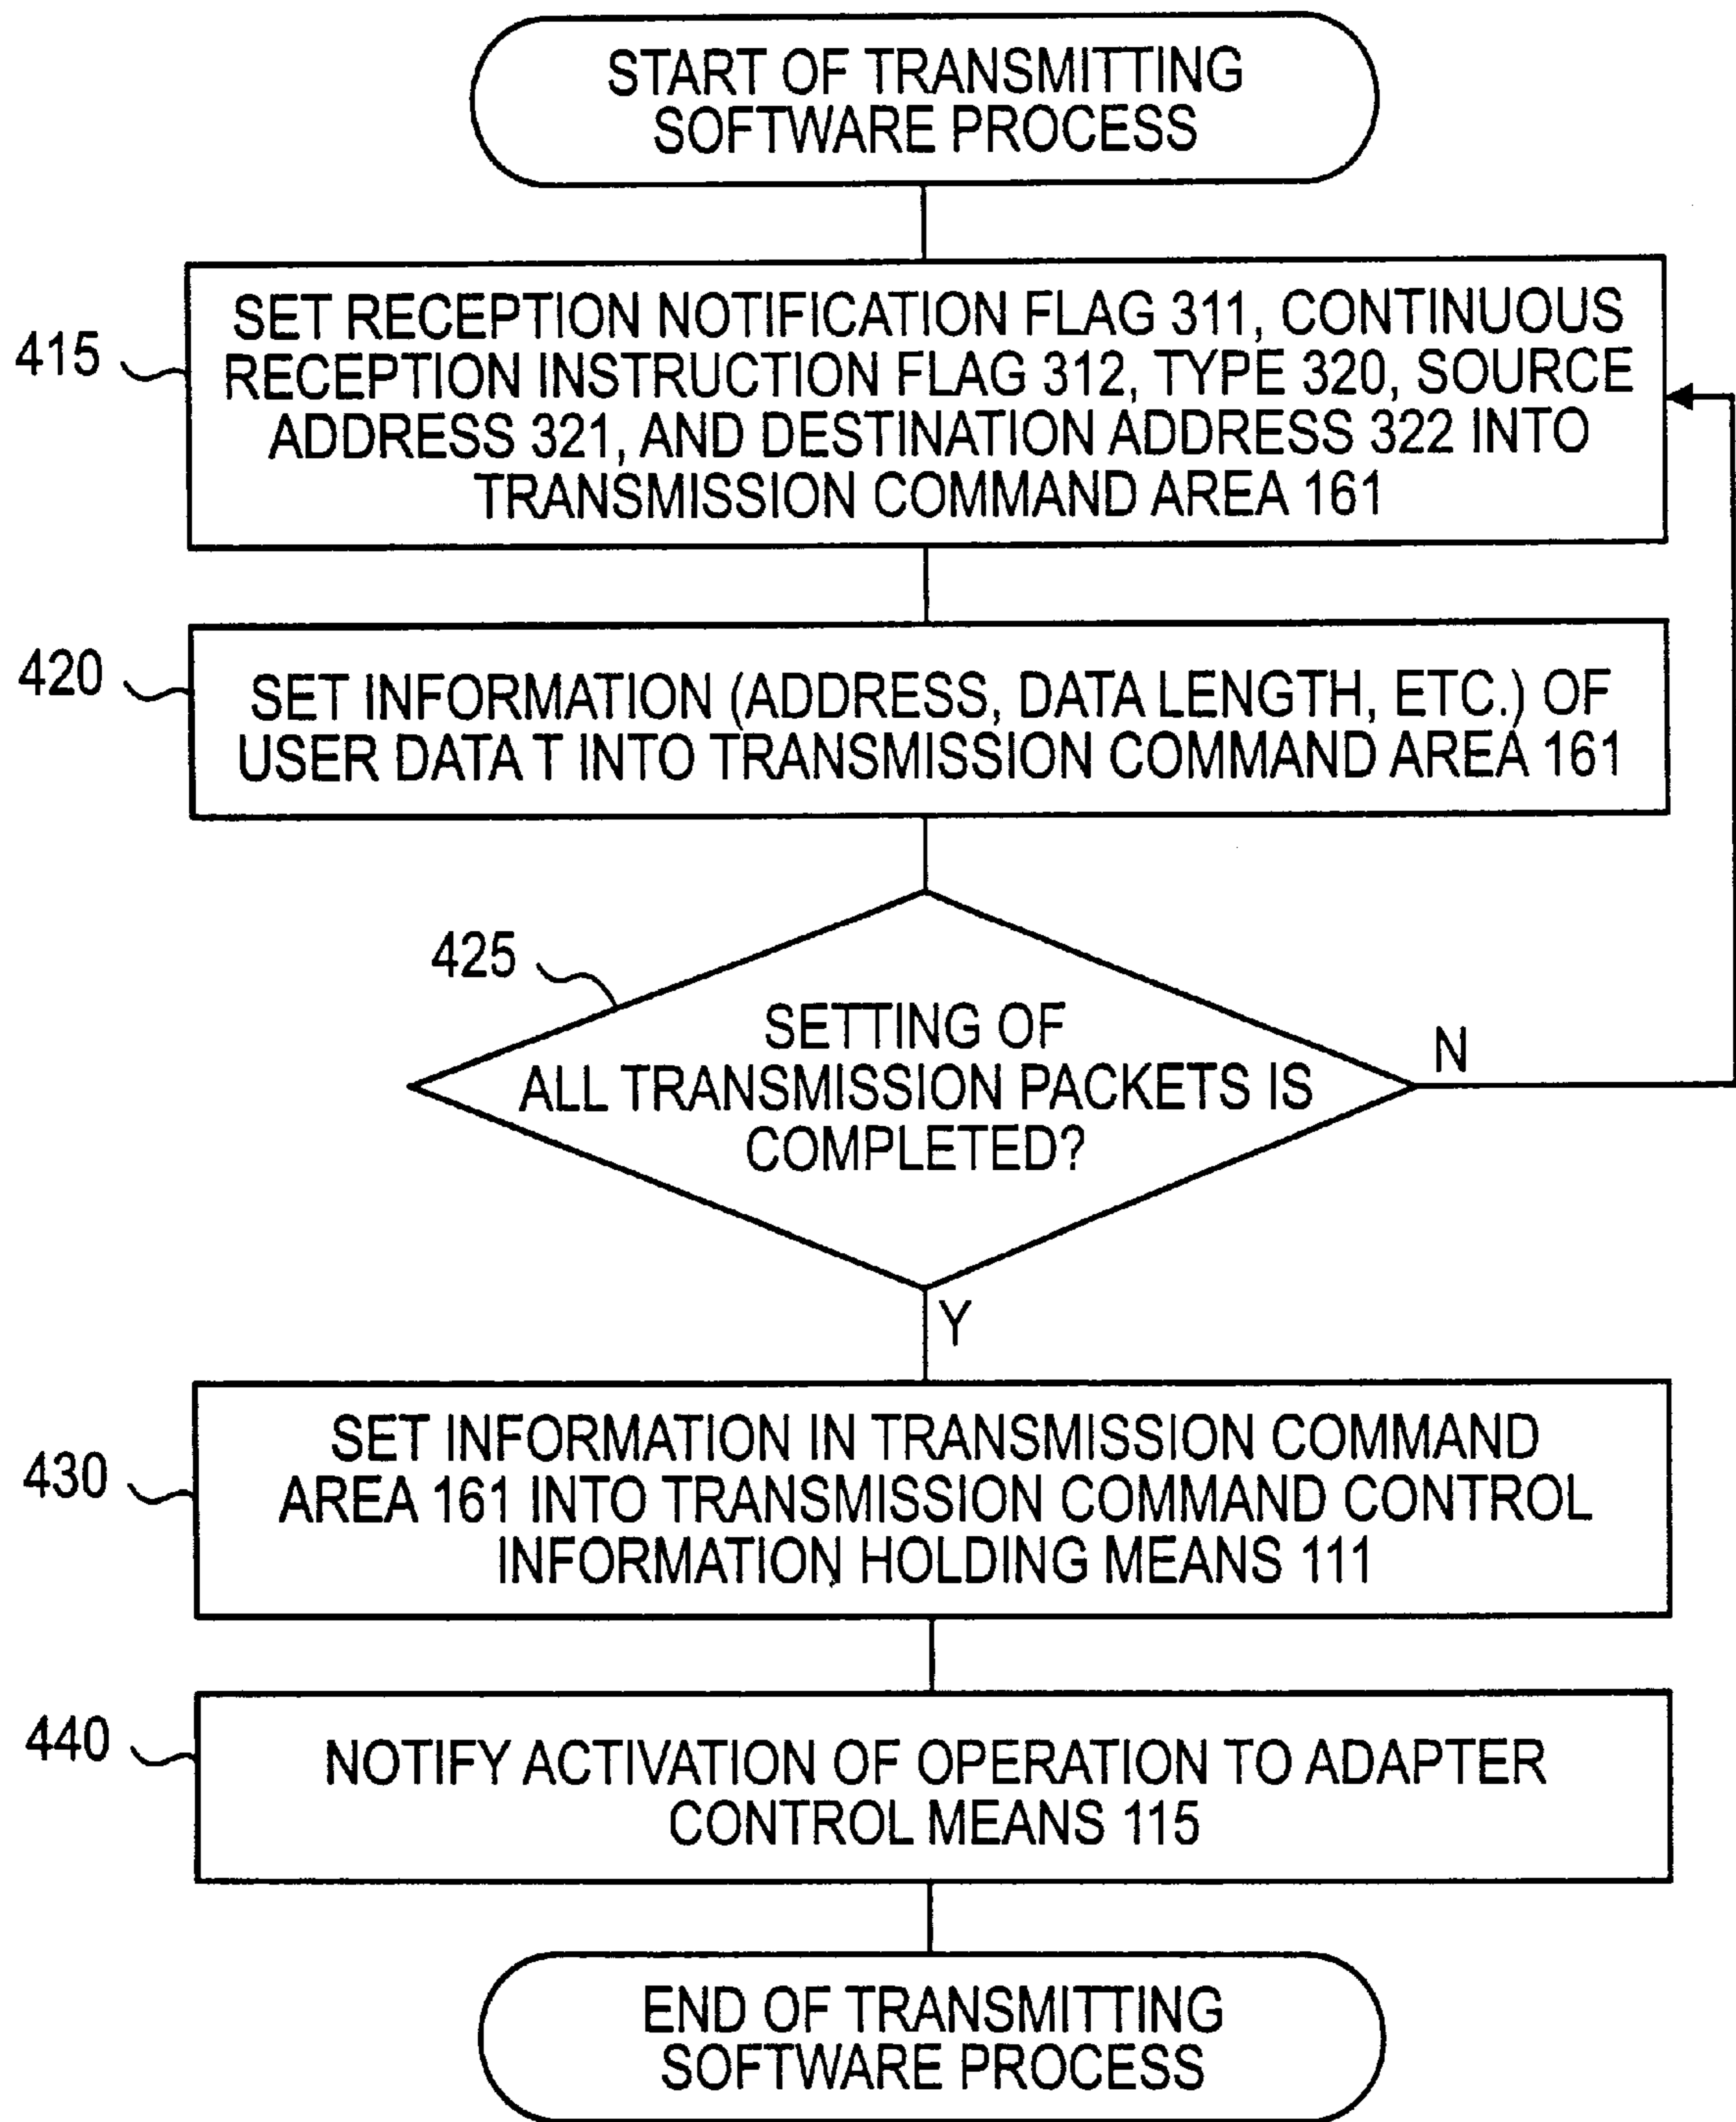 START OF TRANSMITTING
SOFTWARE PROCESS
415
SET RECEPTION NOTIFICATION FLAG 311, CONTINUOUS
RECEPTION INSTRUCTION FLAG 312, TYPE 320, SOURCE
ADDRESS 321, AND DESTINATION ADDRESS 322 INTO
TRANSMISSION COMMAND AREA 161
420
SET INFORMATION (ADDRESS, DATA LENGTH, ETC.) OF
USER DATA T INTO TRANSMISSION COMMAND AREA 161
425
SETTING OF
ALL TRANSMISSION PACKETS IS
COMPLETED?
N
Y
430
SET INFORMATION IN TRANSMISSION COMMAND
AREA 161 INTO TRANSMISSION COMMAND CONTROL
INFORMATION HOLDING MEANS 111
440
NOTIFY ACTIVATION OF OPERATION TO ADAPTER
CONTROL MEANS 115
END OF TRANSMITTING
SOFTWARE PROCESS